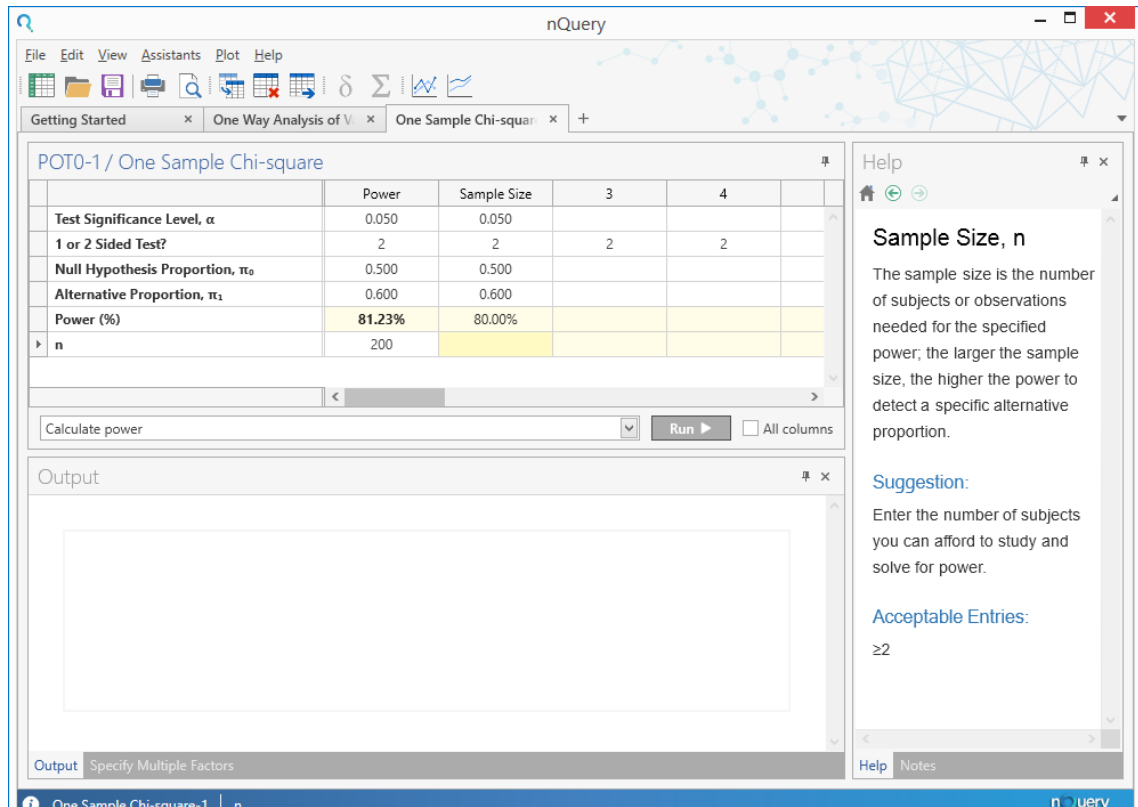 nQuery
File Edit View Assistants Plot Help
Getting Started × One Way Analysis of V × One Sample Chi-squar × +
POT0-1 / One Sample Chi-square
Power Sample Size 3 4
Test Significance Level, α 0.050 0.050
1 or 2 Sided Test? 2 2 2 2
Null Hypothesis Proportion, π₀ 0.500 0.500
Alternative Proportion, π₁ 0.600 0.600
Power (%) 81.23% 80.00%
n 200
Calculate power Run All columns
Output
Output Specify Multiple Factors
Help
Sample Size, n
The sample size is the number
of subjects or observations
needed for the specified
power; the larger the sample
size, the higher the power to
detect a specific alternative
proportion.
Suggestion:
Enter the number of subjects
you can afford to study and
solve for power.
Acceptable Entries:
≥2
Help Notes
One Sample Chi-square-1 | n
nQuery